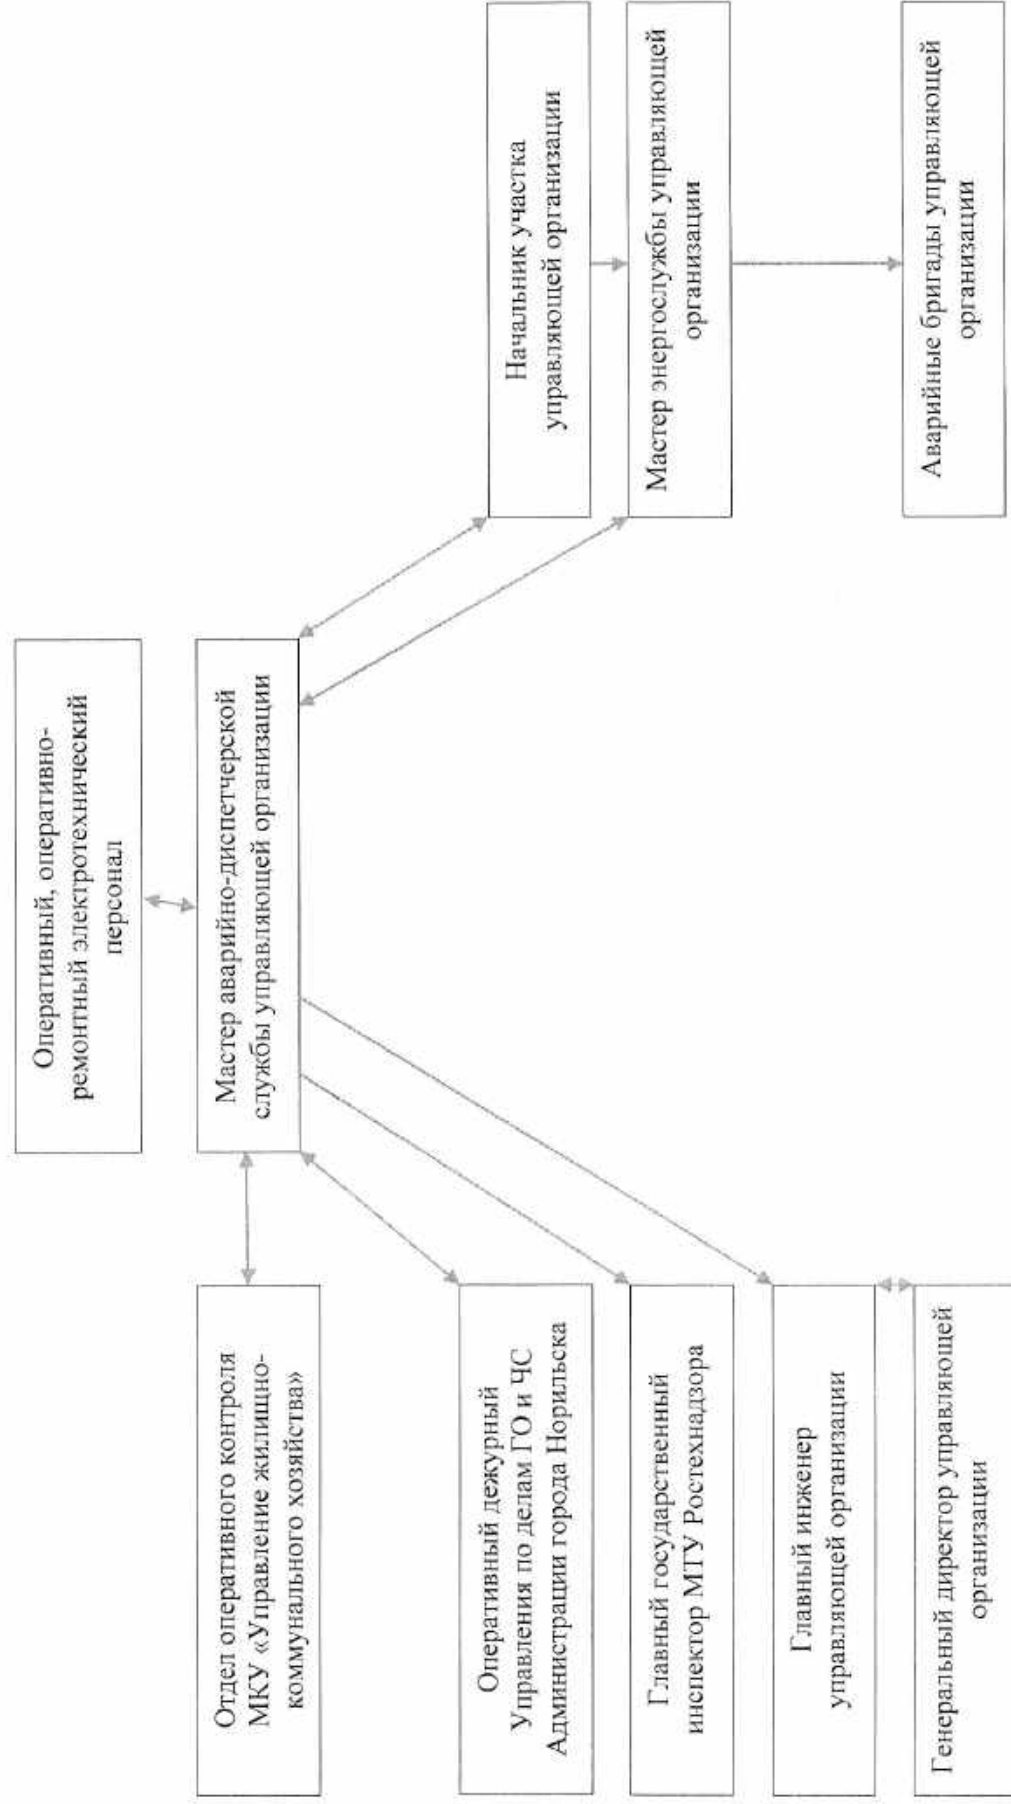 Оперативный, оперативно-
ремонтный электротехнический
персонал
Отдел оперативного контроля
МКУ «Управление жилищно-
коммунального хозяйства»
Мастер аварийно-диспетчерской
службы управляющей организации
Оперативный дежурный
Управления по делам ГО и ЧС
Администрации города Норильска
Начальник участка
управляющей организации
Главный государственный
инспектор МТУ Ростехнадзора
Мастер энергослужбы управляющей
организации
Главный инженер
управляющей организации
Генеральный директор управляющей
организации
Аварийные бригады управляющей
организации